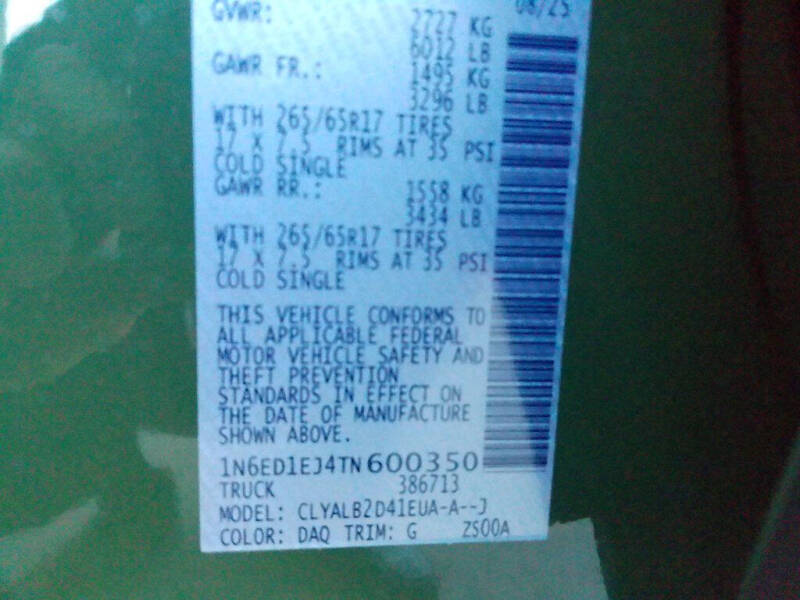 08/25
GVWR: 2727 KG
6012 LB
GAWR FR.: 1495 KG
3296 LB
WITH 265/65R17 TIRES
17 X 7.5 RIMS AT 35 PSI
COLD SINGLE
GAWR RR.: 1558 KG
3434 LB
WITH 265/65R17 TIRES
17 X 7.5 RIMS AT 35 PSI
COLD SINGLE
THIS VEHICLE CONFORMS TO
ALL APPLICABLE FEDERAL
MOTOR VEHICLE SAFETY AND
THEFT PREVENTION
STANDARDS IN EFFECT ON
THE DATE OF MANUFACTURE
SHOWN ABOVE.
1N6ED1EJ4TN600350
TRUCK 386713
MODEL: CLYALB2D41EUA-A--J
COLOR: DAQ TRIM: G ZS00A